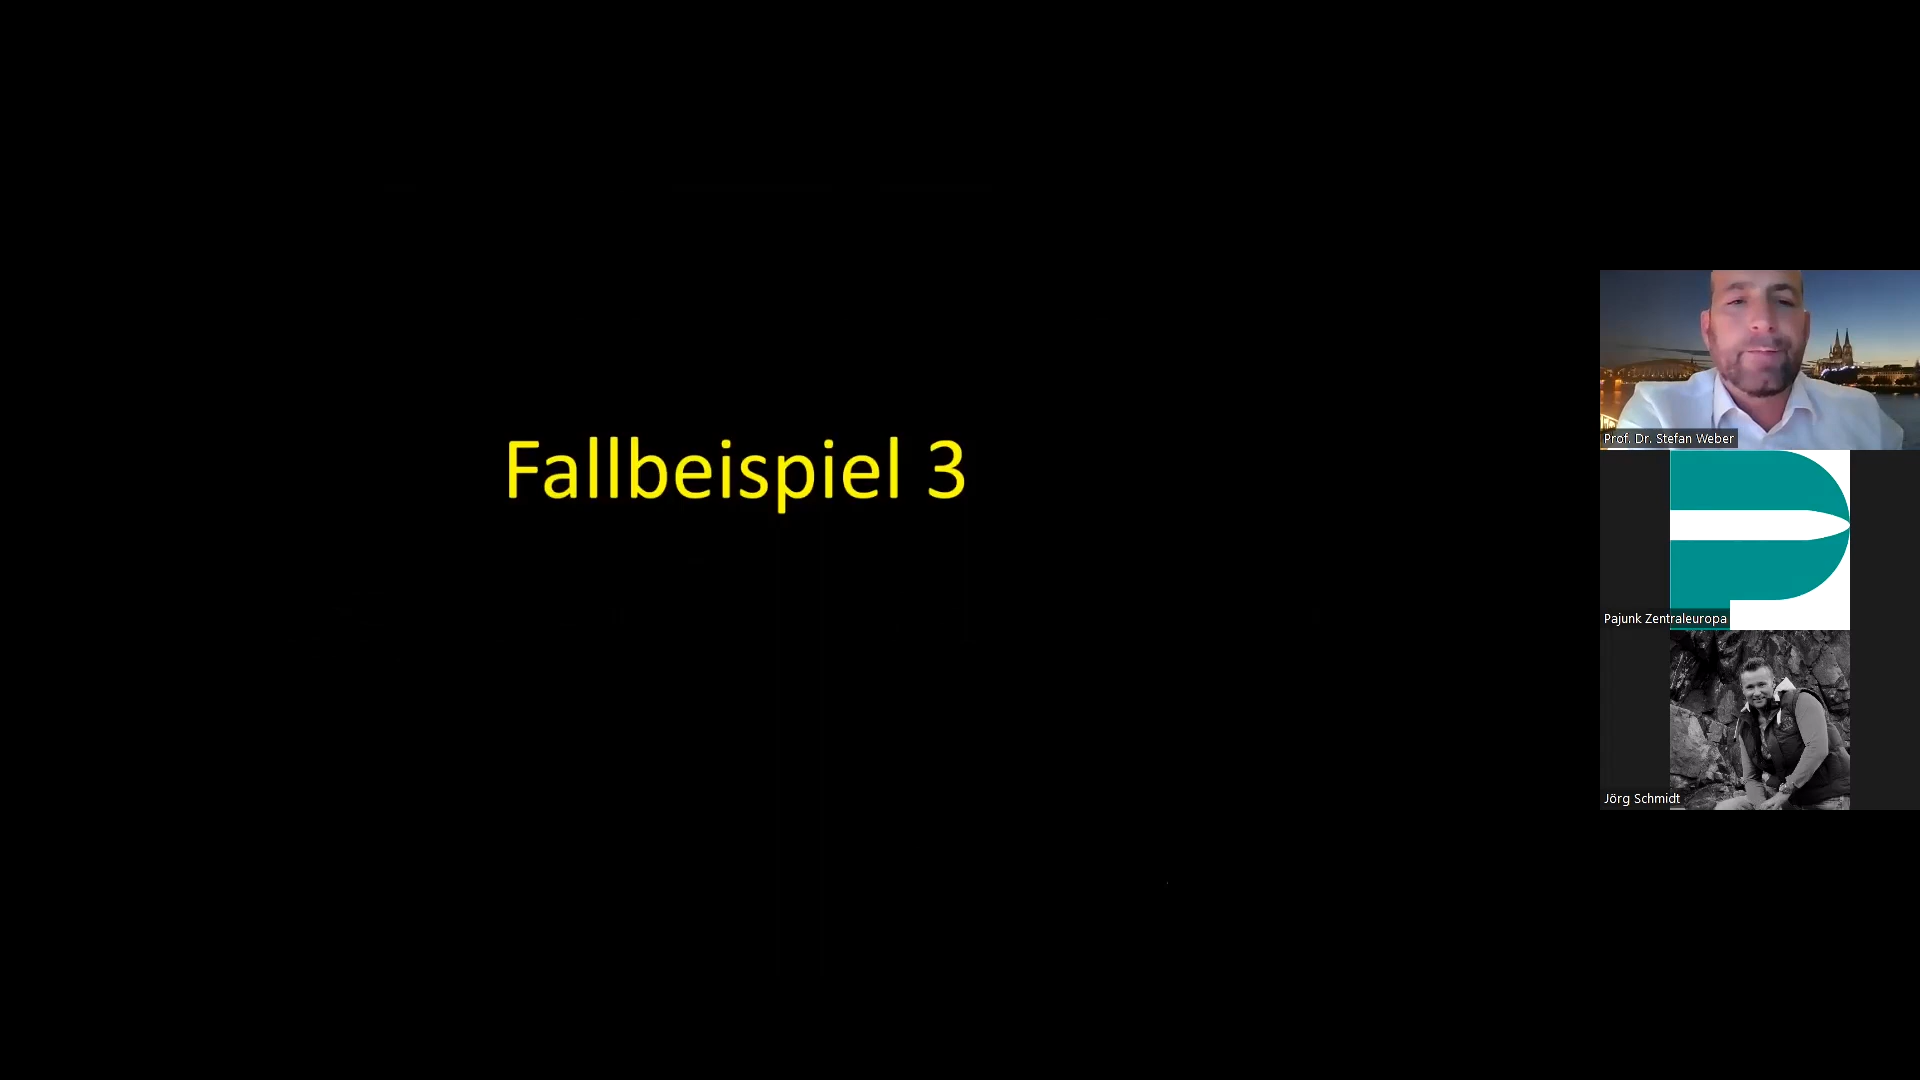 Fallbeispiel 3
Prof. Dr. Stefan Weber
Pajunk Zentraleuropa
Jörg Schmidt